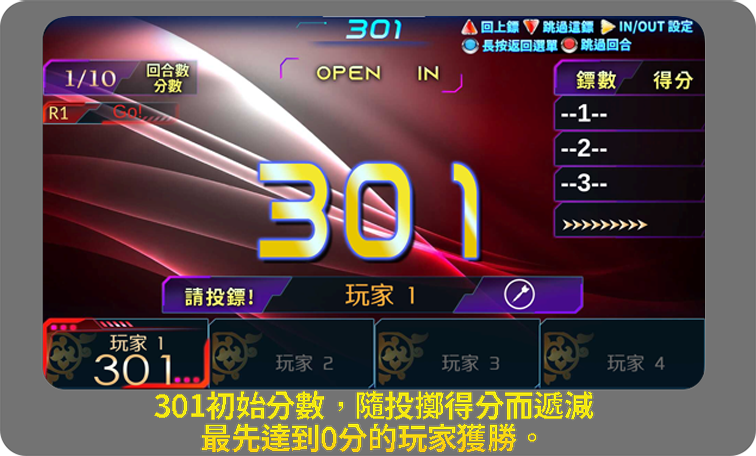 301
回上鏢 跳過這鏢 IN/OUT 設定
長按返回選單 跳過回合
1/10 回合數
分數
R1 Go!
OPEN IN
鏢數 得分
--1--
--2--
--3--
301
請投鏢! 玩家 1
玩家 1
301
玩家 2
玩家 3
玩家 4
301初始分數，隨投擲得分而遞減
最先達到0分的玩家獲勝。